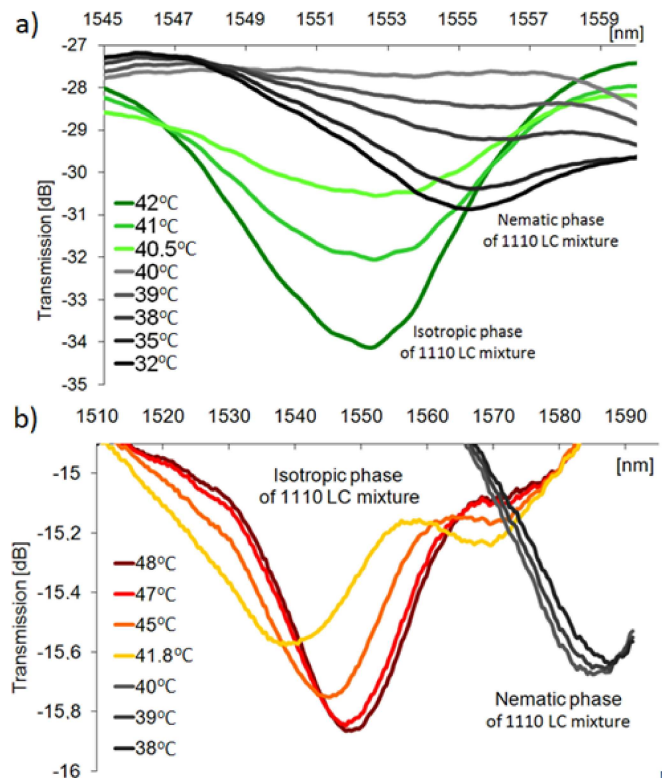 a)
1545 1547 1549 1551 1553 1555 1557 1559
[nm]
-27
-28
-29
-30
-31
-32
-33
-34
-35
Transmission [dB]
42°C
41°C
40.5°C
40°C
39°C
38°C
35°C
32°C
Nematic phase
of 1110 LC mixture
Isotropic phase
of 1110 LC mixture
b)
1510 1520 1530 1540 1550 1560 1570 1580 1590
[nm]
-15
-15.2
-15.4
-15.6
-15.8
-16
Transmission [dB]
Isotropic phase
of 1110 LC mixture
48°C
47°C
45°C
41.8°C
40°C
39°C
38°C
Nematic phase
of 1110 LC mixture